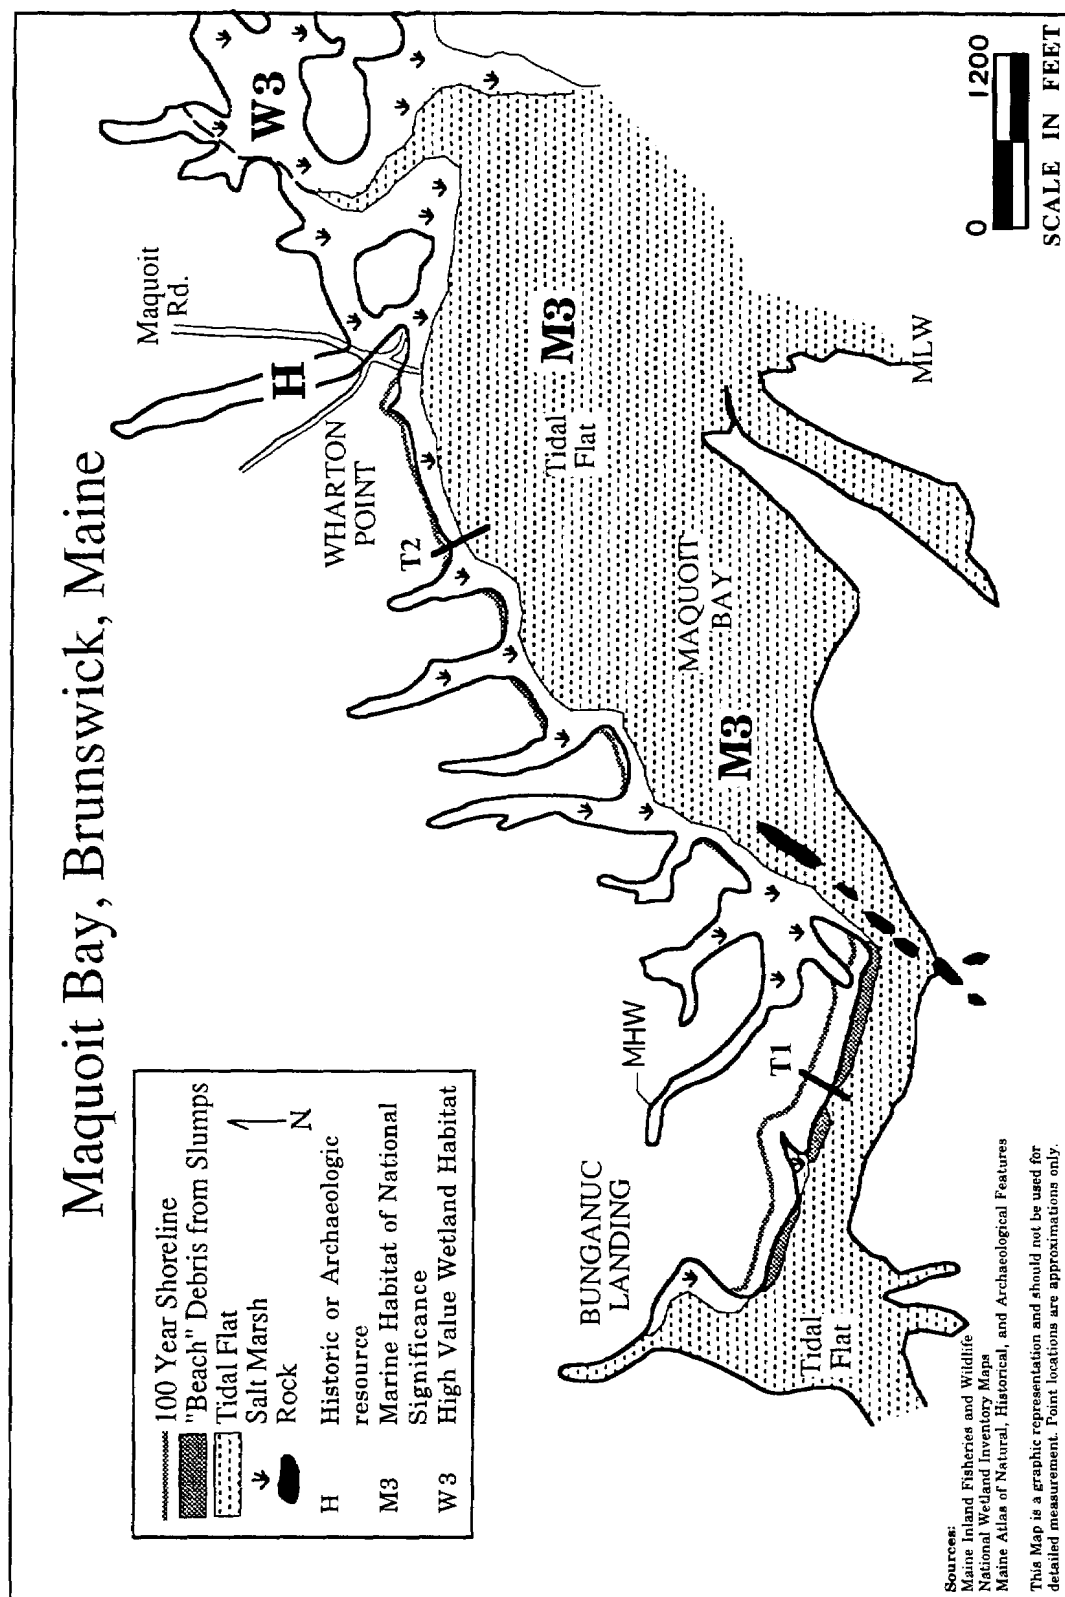 Maquoit Bay, Brunswick, Maine
100 Year Shoreline
"Beach" Debris from Slumps
Tidal Flat
Salt Marsh
Rock
N
H Historic or Archaeologic
resource
M3 Marine Habitat of National
Significance
W3 High Value Wetland Habitat
W3
Maquoit
Rd.
H
WHARTON
POINT
T2
M3
Tidal
Flat
MAQUOIT
BAY
M3
MLW
MHW
T1
BUNGANUC
LANDING
Tidal
Flat
0 1200
SCALE IN FEET
Sources:
Maine Inland Fisheries and Wildlife
National Wetland Inventory Maps
Maine Atlas of Natural, Historical, and Archaeological Features
This Map is a graphic representation and should not be used for
detailed measurement. Point locations are approximations only.